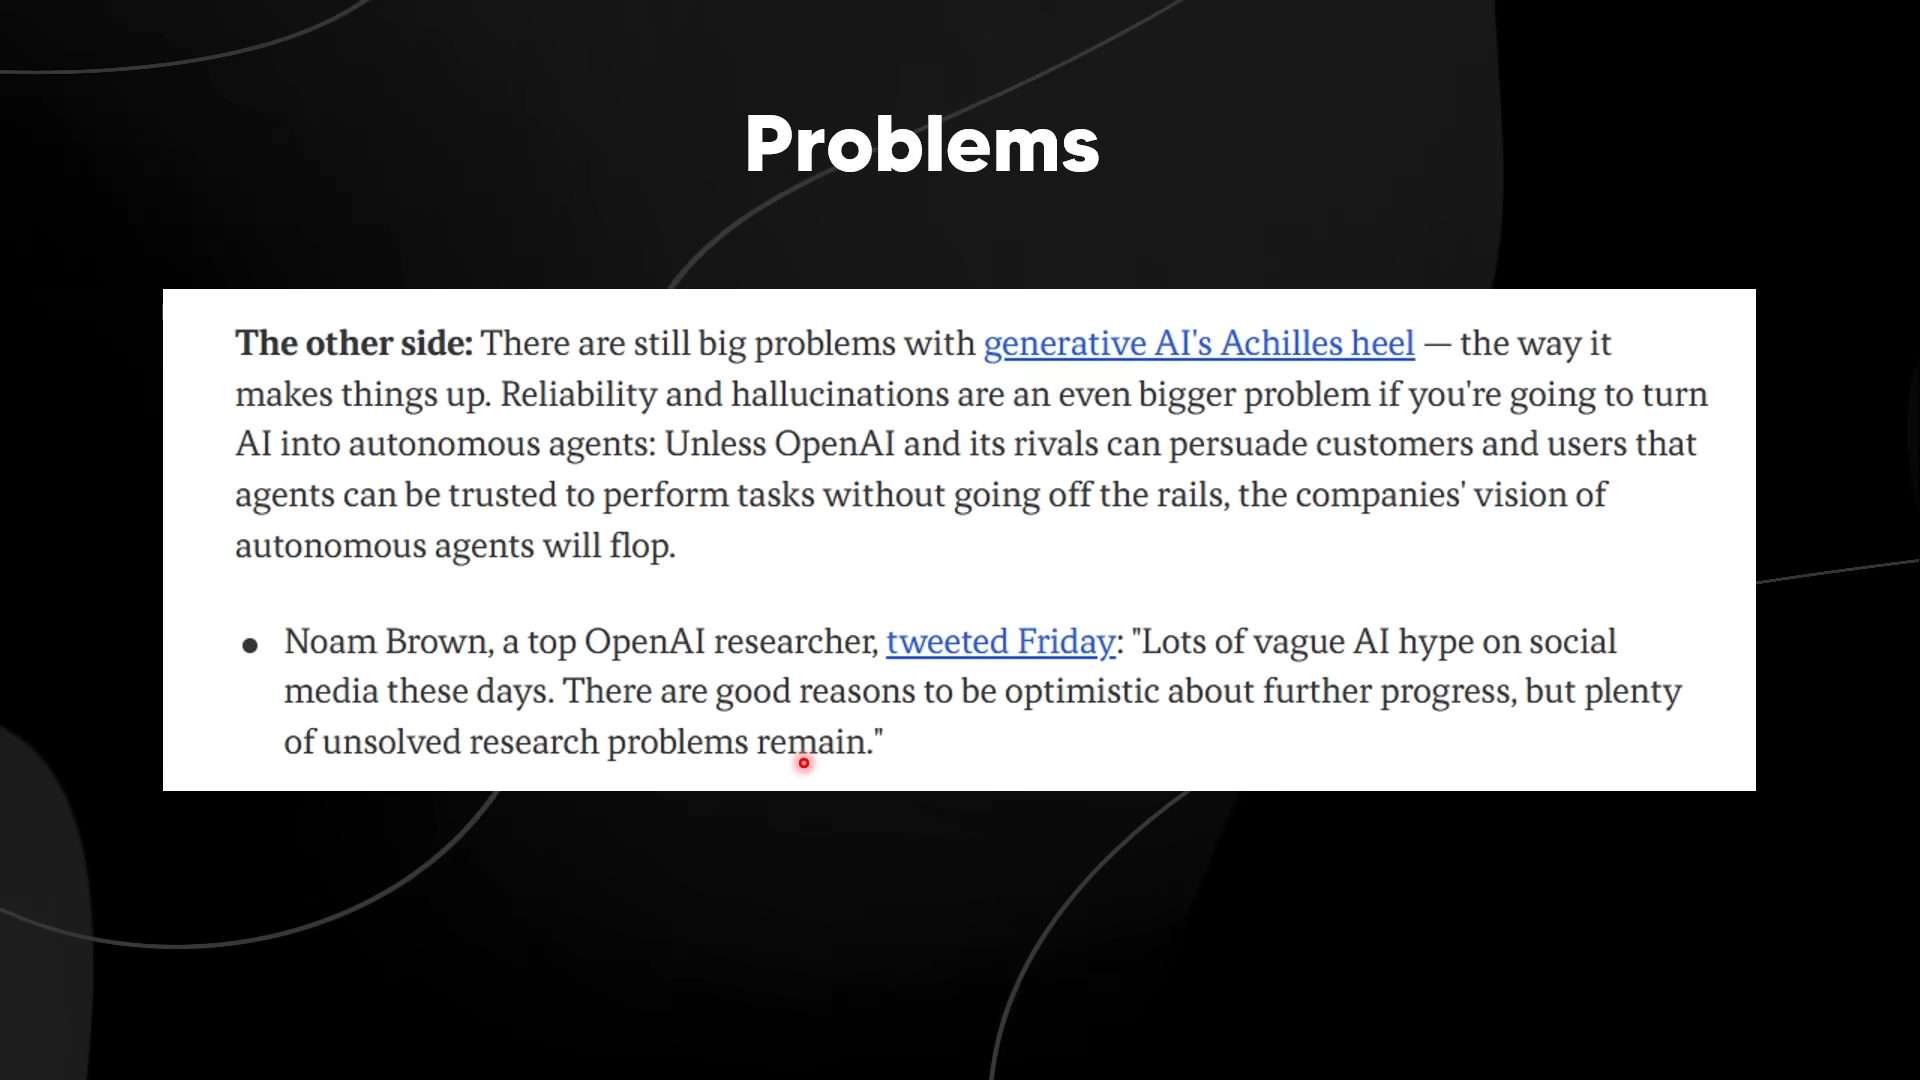 Problems
The other side: There are still big problems with generative AI's Achilles heel — the way it
makes things up. Reliability and hallucinations are an even bigger problem if you're going to turn
AI into autonomous agents: Unless OpenAI and its rivals can persuade customers and users that
agents can be trusted to perform tasks without going off the rails, the companies' vision of
autonomous agents will flop.
● Noam Brown, a top OpenAI researcher, tweeted Friday: "Lots of vague AI hype on social
media these days. There are good reasons to be optimistic about further progress, but plenty
of unsolved research problems remain."